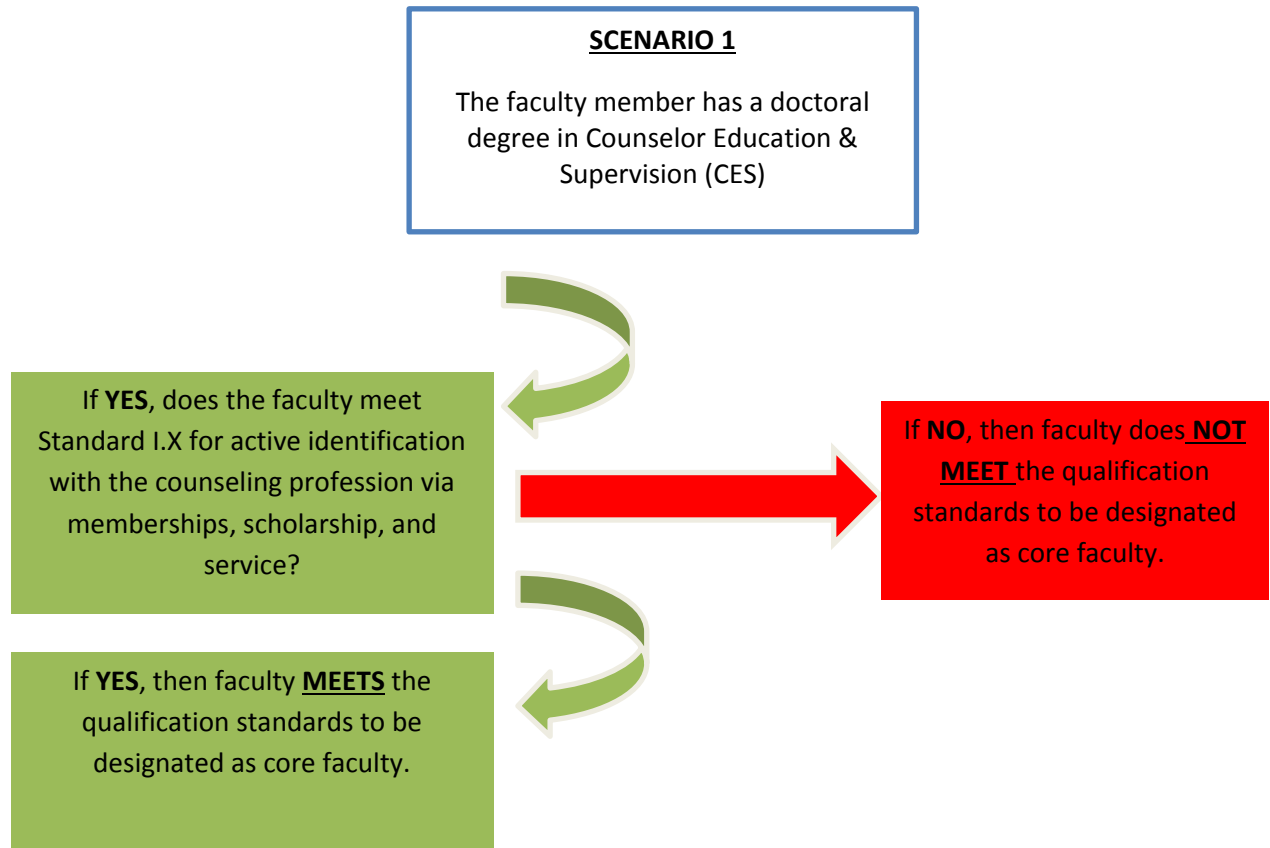 SCENARIO 1
The faculty member has a doctoral
degree in Counselor Education &
Supervision (CES)
If YES, does the faculty meet
Standard I.X for active identification
with the counseling profession via
memberships, scholarship, and
service?
If NO, then faculty does NOT
MEET the qualification
standards to be designated
as core faculty.
If YES, then faculty MEETS the
qualification standards to be
designated as core faculty.